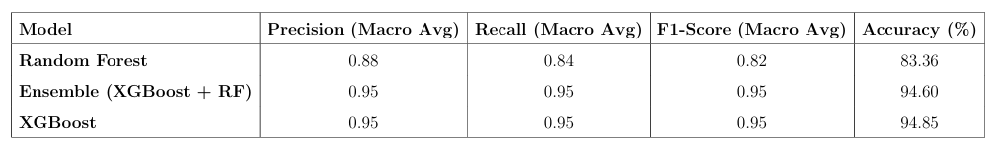 Model Precision (Macro Avg) Recall (Macro Avg) F1-Score (Macro Avg) Accuracy (%)
Random Forest 0.88 0.84 0.82 83.36
Ensemble (XGBoost + RF) 0.95 0.95 0.95 94.60
XGBoost 0.95 0.95 0.95 94.85